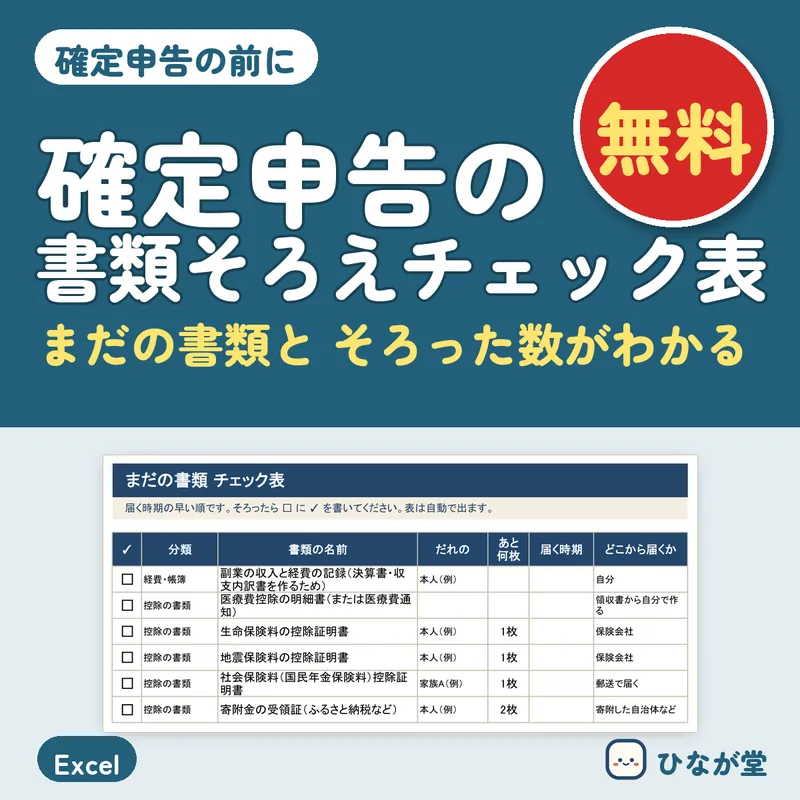 確定申告の前に
無料
確定申告の
書類そろえチェック表
まだの書類と そろった数がわかる
まだの書類 チェック表
届く時期の早い順です。そろったら □ に ✓ を書いてください。表は自動で出ます。
✓ 分類 書類の名前 だれの あと何枚 届く時期 どこから届くか
□ 経費・帳簿 副業の収入と経費の記録（決算書・収支内訳書を作るため） 本人（例） 自分
□ 控除の書類 医療費控除の明細書（または医療費通知） 領収書から自分で作る
□ 控除の書類 生命保険料の控除証明書 本人（例） 1枚 保険会社
□ 控除の書類 地震保険料の控除証明書 本人（例） 1枚 保険会社
□ 控除の書類 社会保険料（国民年金保険料）控除証明書 家族A（例） 1枚 郵送で届く
□ 控除の書類 寄附金の受領証（ふるさと納税など） 本人（例） 2枚 寄附した自治体など
Excel
ひなが堂